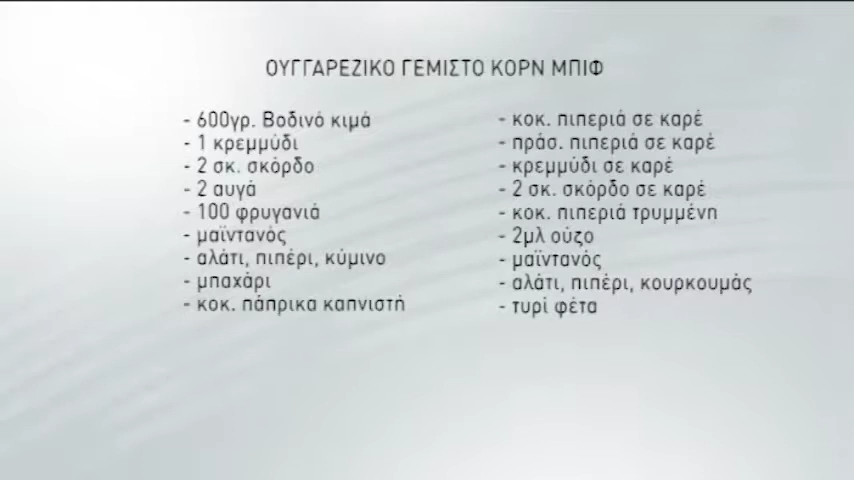 ΟΥΓΓΑΡΕΖΙΚΟ ΓΕΜΙΣΤΟ ΚΟΡΝ ΜΠΙΦ
- 600γρ. Βοδινό κιμά
- 1 κρεμμύδι
- 2 σκ. σκόρδο
- 2 αυγά
- 100 φρυγανιά
- μαϊντανός
- αλάτι, πιπέρι, κύμινο
- μπαχάρι
- κοκ. πάπρικα καπνιστή
- κοκ. πιπεριά σε καρέ
- πράσ. πιπεριά σε καρέ
- κρεμμύδι σε καρέ
- 2 σκ. σκόρδο σε καρέ
- κοκ. πιπεριά τρυμμένη
- 2μλ ούζο
- μαϊντανός
- αλάτι, πιπέρι, κουρκουμάς
- τυρί φέτα